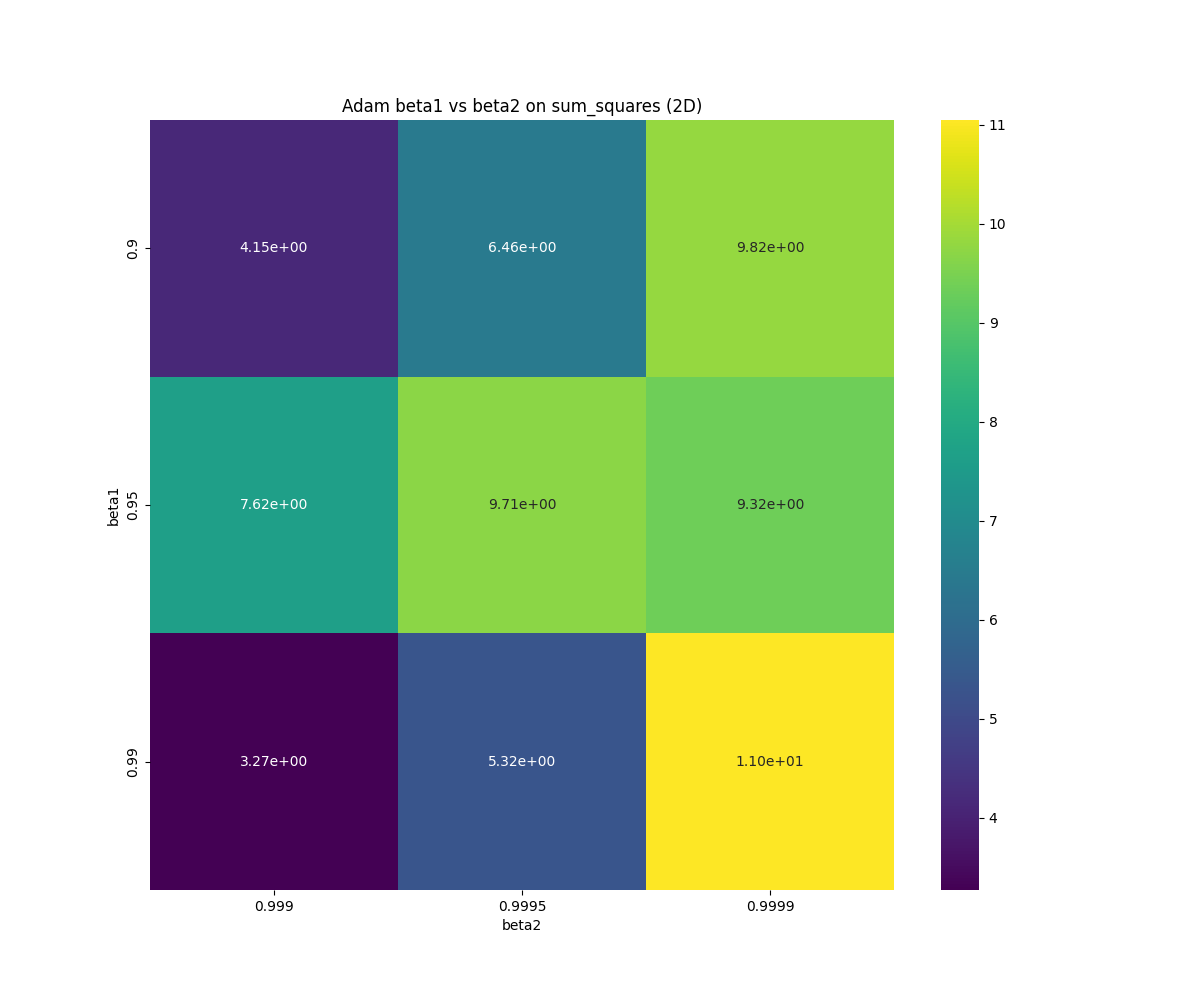 Adam beta1 vs beta2 on sum_squares (2D)
11
10
9
8
7
6
5
4
beta1
0.9
4.15e+00 6.46e+00 9.82e+00
0.95
7.62e+00 9.71e+00 9.32e+00
0.99
3.27e+00 5.32e+00 1.10e+01
0.999 0.9995 0.9999
beta2